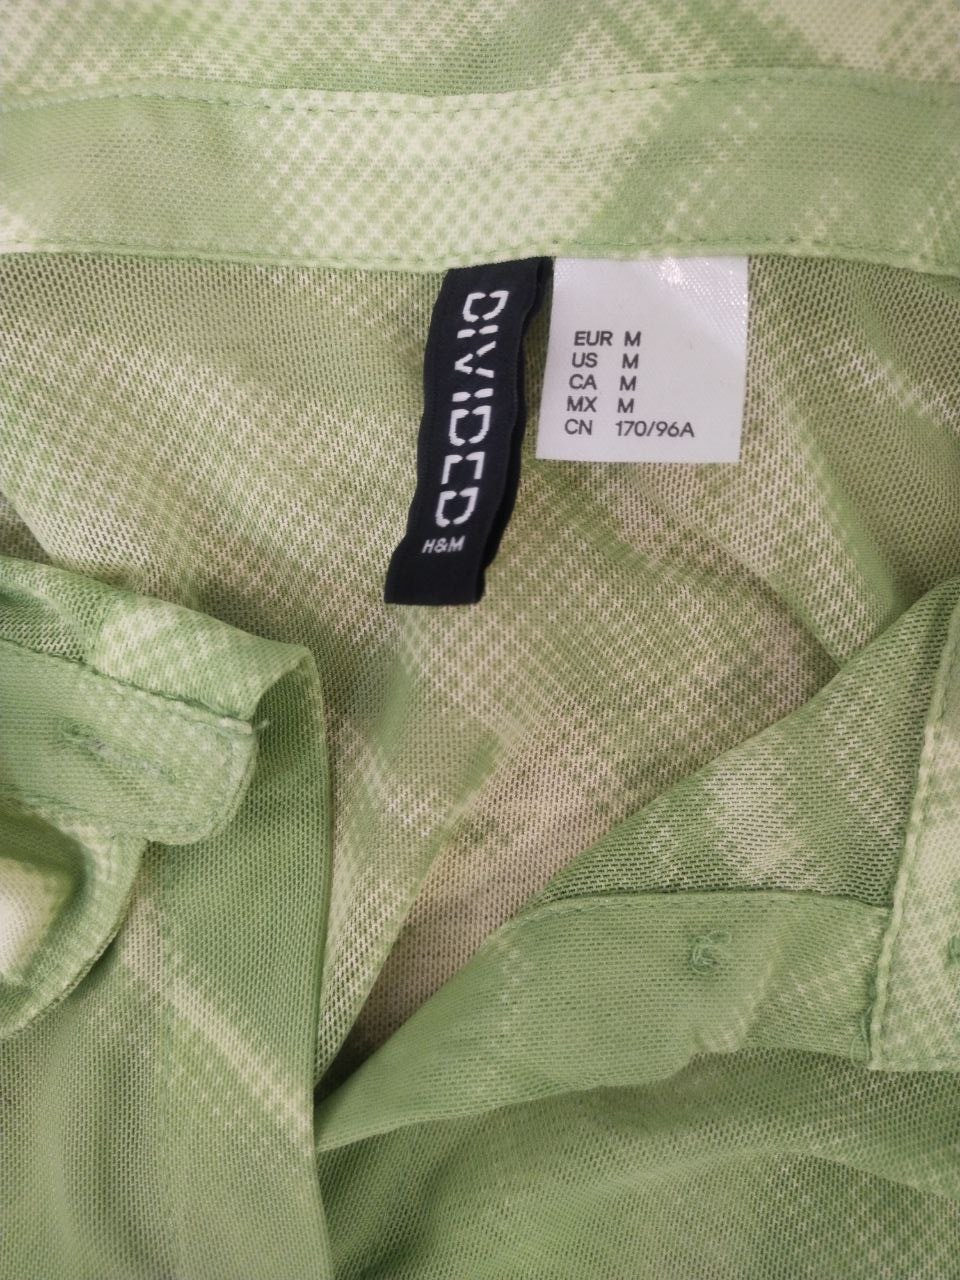 DIVIDED
H&M
EUR M
US M
CA M
MX M
CN 170/96A